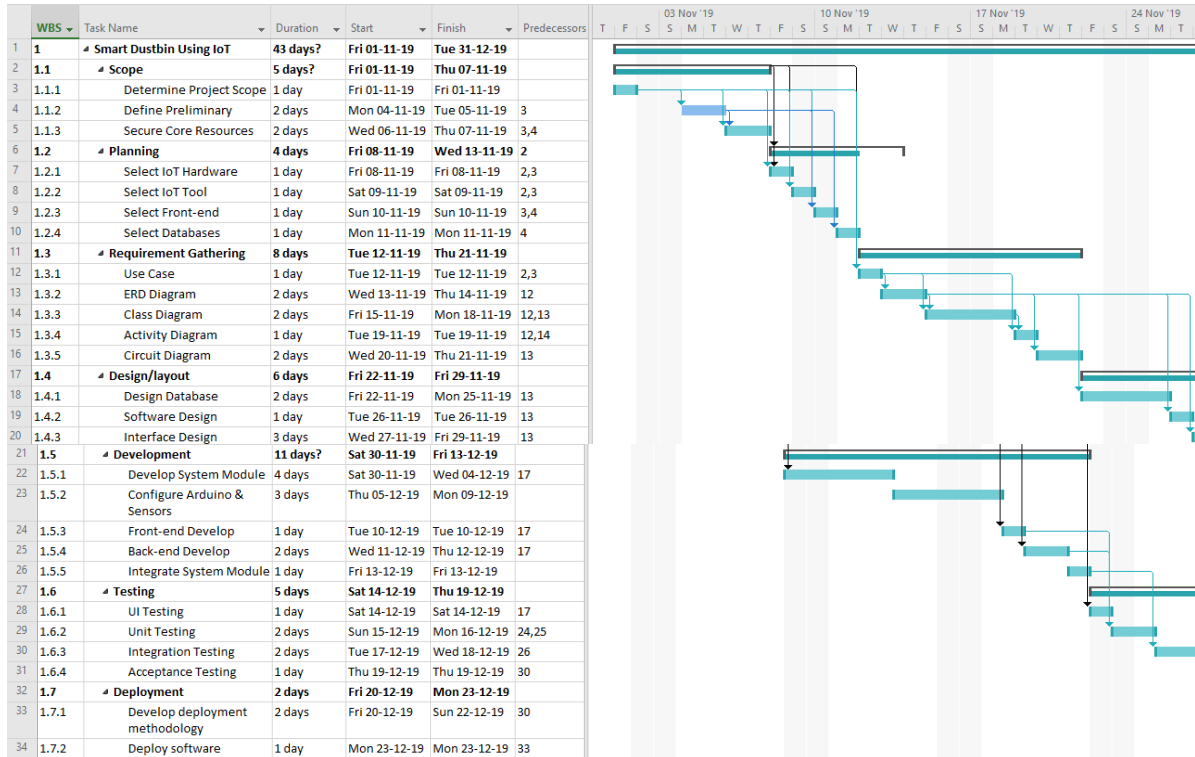 03 Nov '19 10 Nov '19 17 Nov '19 24 Nov '19
WBS Task Name Duration Start Finish Predecessors T F S S M T W T F S S M T W T F S S M T W T F S S M T
1 1 Smart Dustbin Using IoT 43 days? Fri 01-11-19 Tue 31-12-19
2 1.1 Scope 5 days? Fri 01-11-19 Thu 07-11-19
3 1.1.1 Determine Project Scope 1 day Fri 01-11-19 Fri 01-11-19
4 1.1.2 Define Preliminary 2 days Mon 04-11-19 Tue 05-11-19 3
5 1.1.3 Secure Core Resources 2 days Wed 06-11-19 Thu 07-11-19 3,4
6 1.2 Planning 4 days Fri 08-11-19 Wed 13-11-19 2
7 1.2.1 Select IoT Hardware 1 day Fri 08-11-19 Fri 08-11-19 2,3
8 1.2.2 Select IoT Tool 1 day Sat 09-11-19 Sat 09-11-19 2,3
9 1.2.3 Select Front-end 1 day Sun 10-11-19 Sun 10-11-19 3,4
10 1.2.4 Select Databases 1 day Mon 11-11-19 Mon 11-11-19 4
11 1.3 Requirement Gathering 8 days Tue 12-11-19 Thu 21-11-19
12 1.3.1 Use Case 1 day Tue 12-11-19 Tue 12-11-19 2,3
13 1.3.2 ERD Diagram 2 days Wed 13-11-19 Thu 14-11-19 12
14 1.3.3 Class Diagram 2 days Fri 15-11-19 Mon 18-11-19 12,13
15 1.3.4 Activity Diagram 1 day Tue 19-11-19 Tue 19-11-19 12,14
16 1.3.5 Circuit Diagram 2 days Wed 20-11-19 Thu 21-11-19 13
17 1.4 Design/layout 6 days Fri 22-11-19 Fri 29-11-19
18 1.4.1 Design Database 2 days Fri 22-11-19 Mon 25-11-19 13
19 1.4.2 Software Design 1 day Tue 26-11-19 Tue 26-11-19 13
20 1.4.3 Interface Design 3 days Wed 27-11-19 Fri 29-11-19 13
21 1.5 Development 11 days? Sat 30-11-19 Fri 13-12-19
22 1.5.1 Develop System Module 4 days Sat 30-11-19 Wed 04-12-19 17
23 1.5.2 Configure Arduino & 3 days Thu 05-12-19 Mon 09-12-19
Sensors
24 1.5.3 Front-end Develop 1 day Tue 10-12-19 Tue 10-12-19 17
25 1.5.4 Back-end Develop 2 days Wed 11-12-19 Thu 12-12-19 17
26 1.5.5 Integrate System Module 1 day Fri 13-12-19 Fri 13-12-19
27 1.6 Testing 5 days Sat 14-12-19 Thu 19-12-19
28 1.6.1 UI Testing 1 day Sat 14-12-19 Sat 14-12-19 17
29 1.6.2 Unit Testing 2 days Sun 15-12-19 Mon 16-12-19 24,25
30 1.6.3 Integration Testing 2 days Tue 17-12-19 Wed 18-12-19 26
31 1.6.4 Acceptance Testing 1 day Thu 19-12-19 Thu 19-12-19 30
32 1.7 Deployment 2 days Fri 20-12-19 Mon 23-12-19
33 1.7.1 Develop deployment 2 days Fri 20-12-19 Sun 22-12-19 30
methodology
34 1.7.2 Deploy software 1 day Mon 23-12-19 Mon 23-12-19 33